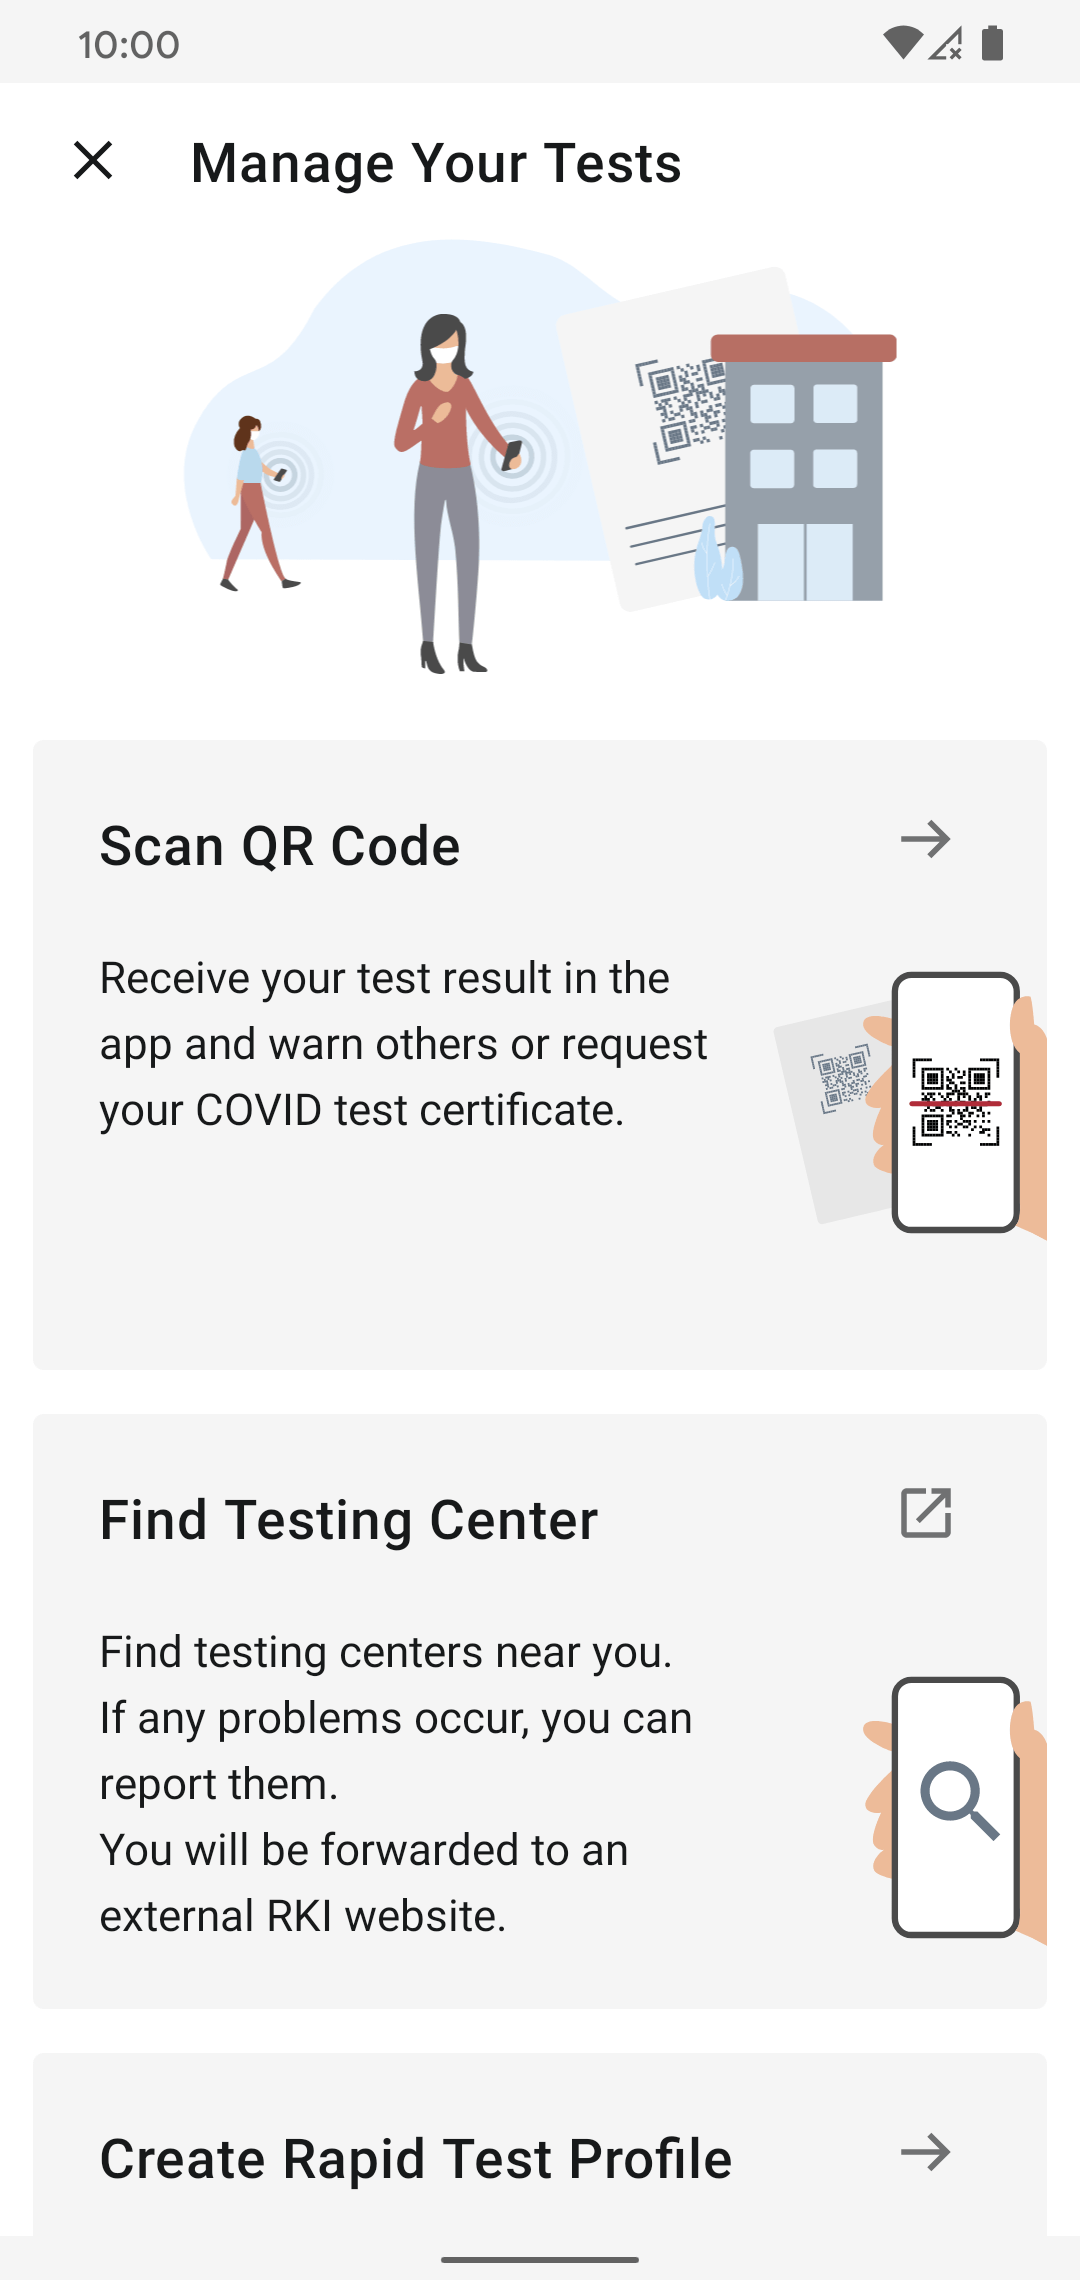 10:00
Manage Your Tests
Scan QR Code
Receive your test result in the
app and warn others or request
your COVID test certificate.
Find Testing Center
Find testing centers near you.
If any problems occur, you can
report them.
You will be forwarded to an
external RKI website.
Create Rapid Test Profile